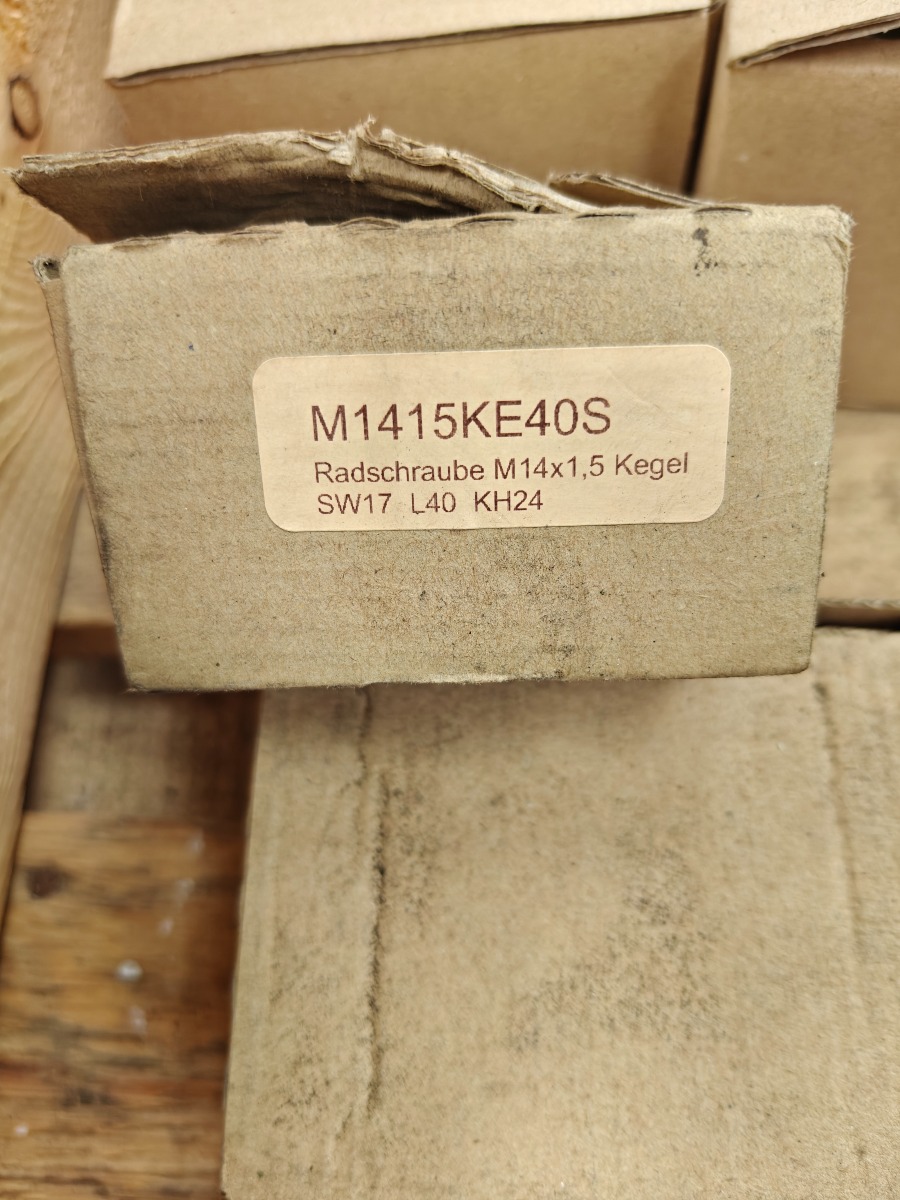 M1415KE40S
Radschraube M14x1,5 Kegel
SW17 L40 KH24